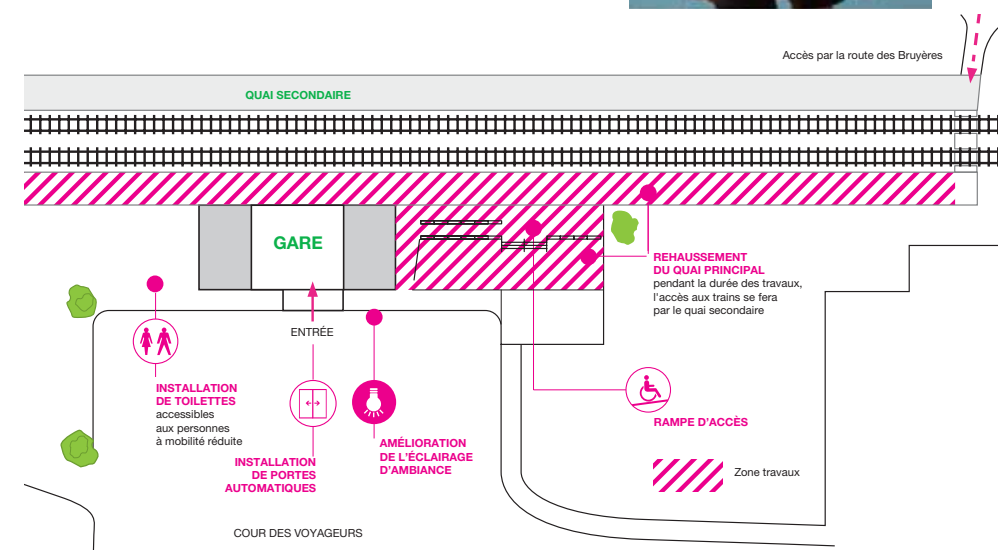 Accès par la route des Bruyères
QUAI SECONDAIRE
GARE
REHAUSSEMENT
DU QUAI PRINCIPAL
pendant la durée des travaux,
l'accès aux trains se fera
par le quai secondaire
ENTRÉE
INSTALLATION
DE TOILETTES
accessibles
aux personnes
à mobilité réduite
INSTALLATION
DE PORTES
AUTOMATIQUES
AMÉLIORATION
DE L'ÉCLAIRAGE
D'AMBIANCE
RAMPE D'ACCÈS
Zone travaux
COUR DES VOYAGEURS